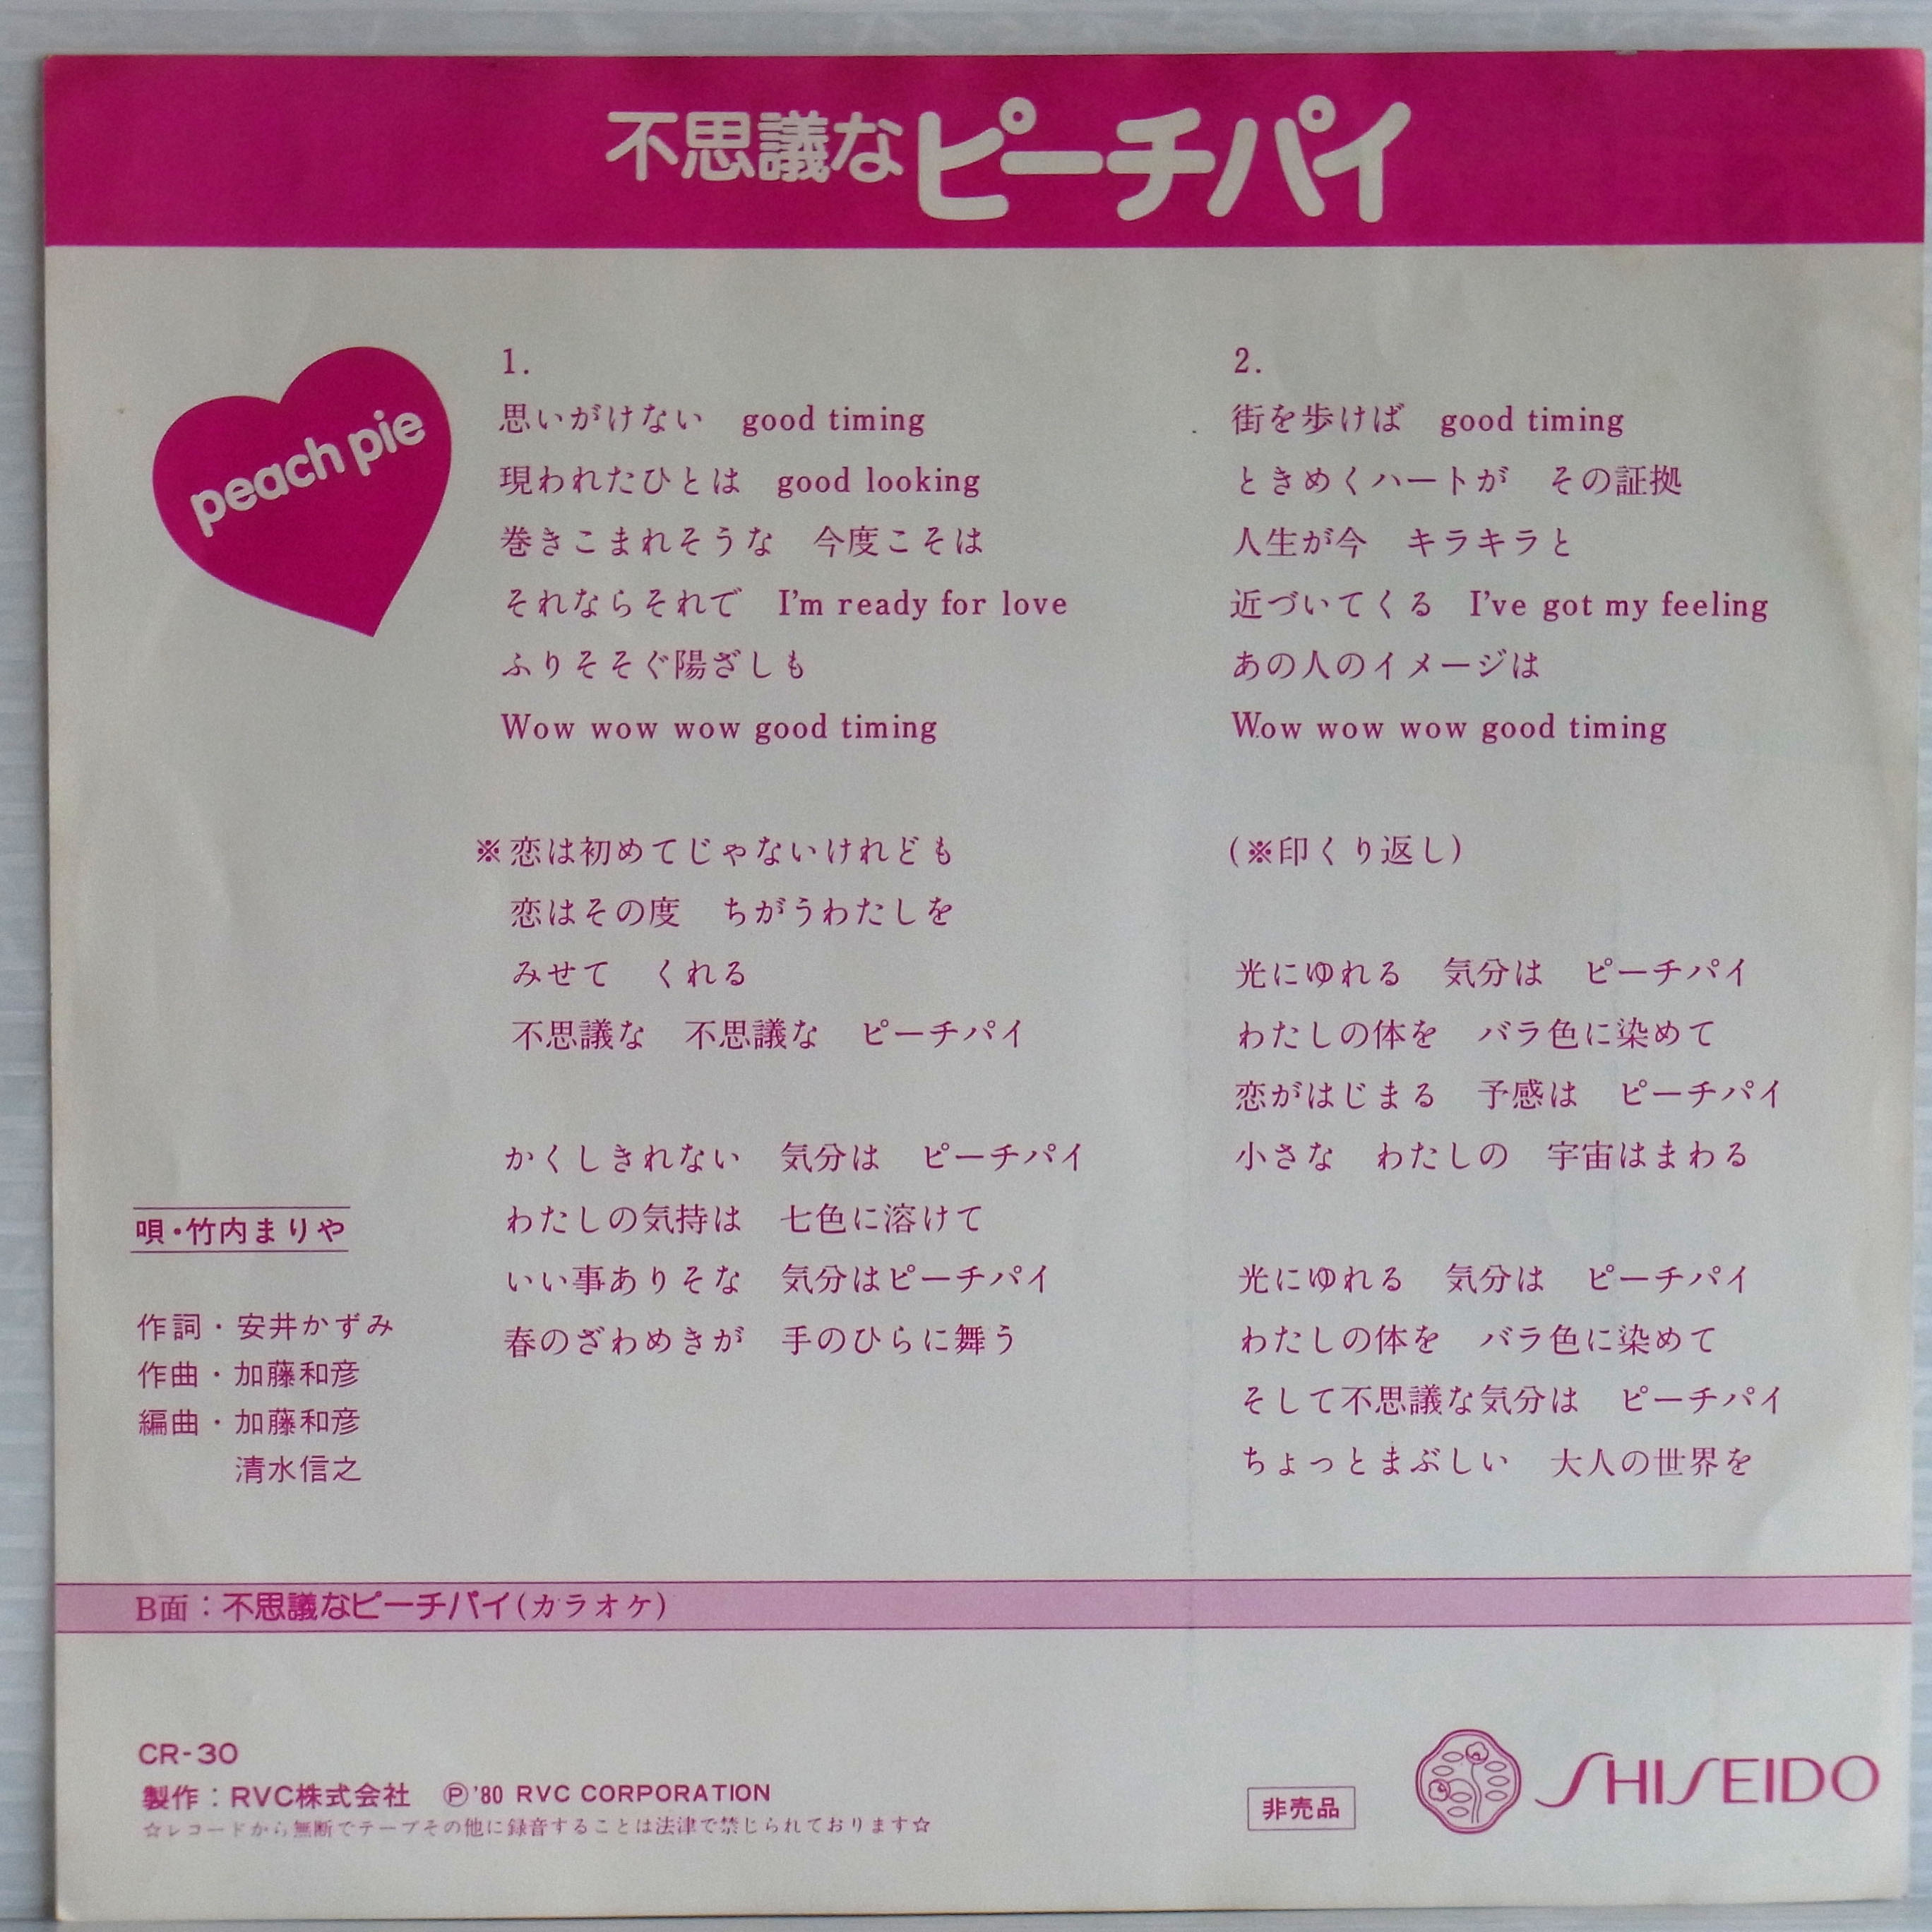 不思議なピーチパイ
peach pie
1.
思いがけない　good timing
現われたひとは　good looking
巻きこまれそうな　今度こそは
それならそれで　I'm ready for love
ふりそそぐ陽ざしも
Wow wow wow good timing
※恋は初めてじゃないけれども
恋はその度　ちがうわたしを
みせて　くれる
不思議な　不思議な　ピーチパイ
かくしきれない　気分は　ピーチパイ
わたしの気持は　七色に溶けて
いい事ありそな　気分はピーチパイ
春のざわめきが　手のひらに舞う
2.
街を歩けば　good timing
ときめくハートが　その証拠
人生が今　キラキラと
近づいてくる　I've got my feeling
あの人のイメージは
Wow wow wow good timing
(※印くり返し)
光にゆれる　気分は　ピーチパイ
わたしの体を　バラ色に染めて
恋がはじまる　予感は　ピーチパイ
小さな　わたしの　宇宙はまわる
光にゆれる　気分は　ピーチパイ
わたしの体を　バラ色に染めて
そして不思議な気分は　ピーチパイ
ちょっとまぶしい　大人の世界を
唄・竹内まりや
作詞・安井かずみ
作曲・加藤和彦
編曲・加藤和彦
清水信之
B面：不思議なピーチパイ(カラオケ)
CR-30
製作：RVC株式会社　Ⓟ'80 RVC CORPORATION
☆レコードから無断でテープその他に録音することは法津で禁じられております☆
非売品
SHISEIDO